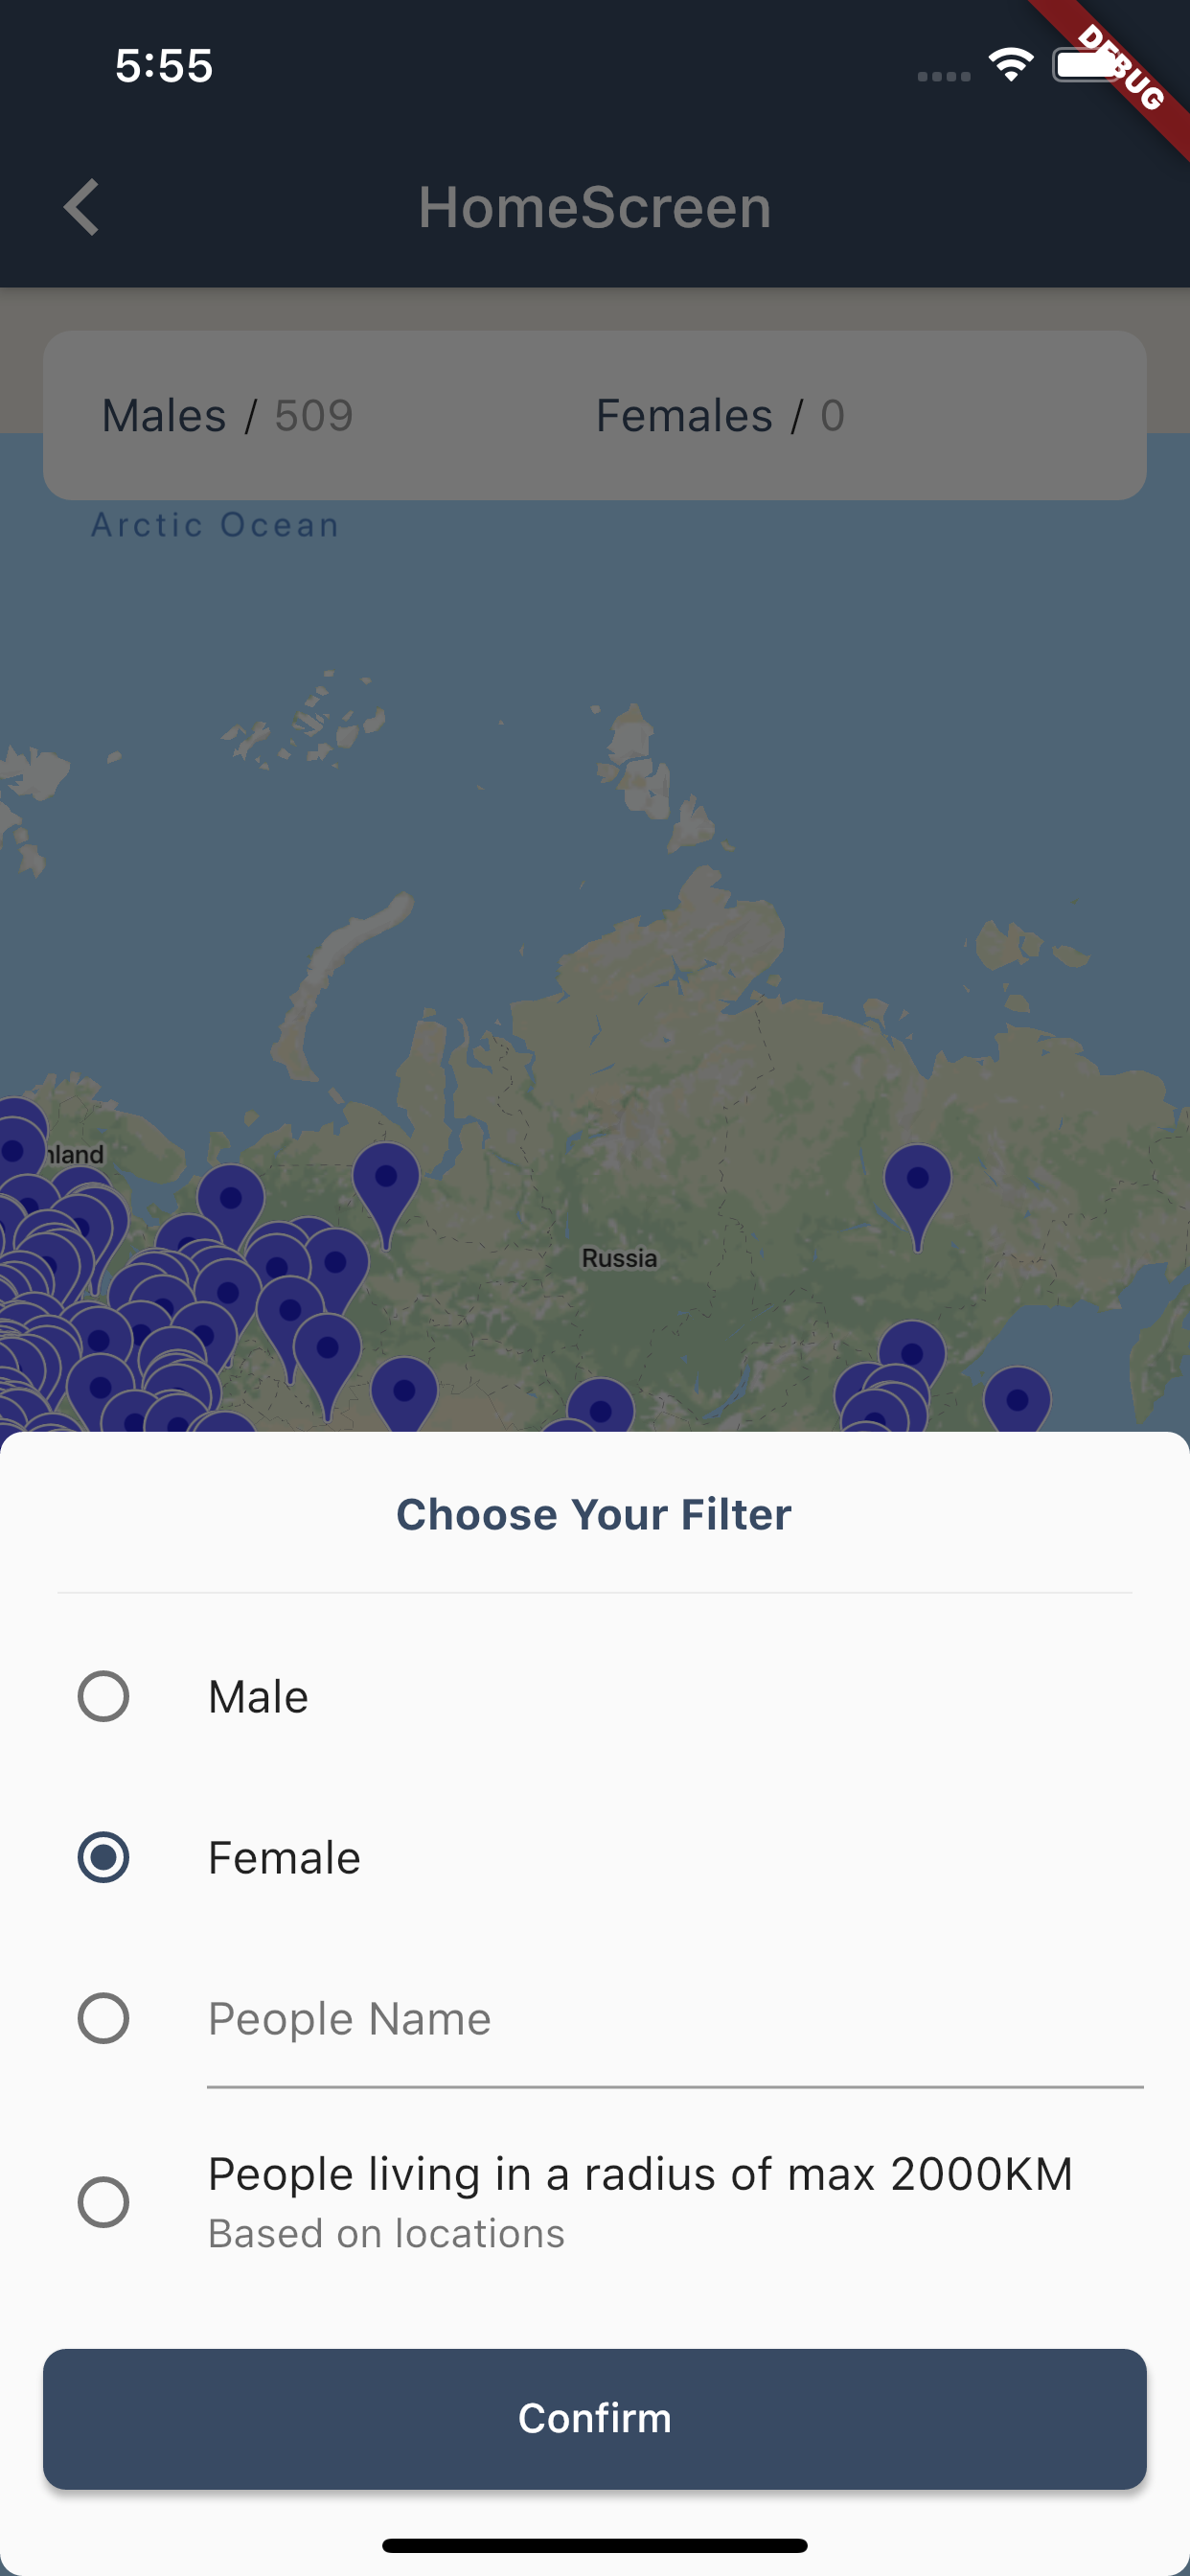 5:55
DEBUG
HomeScreen
Males / 509 Females / 0
Arctic Ocean
Russia
Choose Your Filter
Male
Female
People Name
People living in a radius of max 2000KM
Based on locations
Confirm